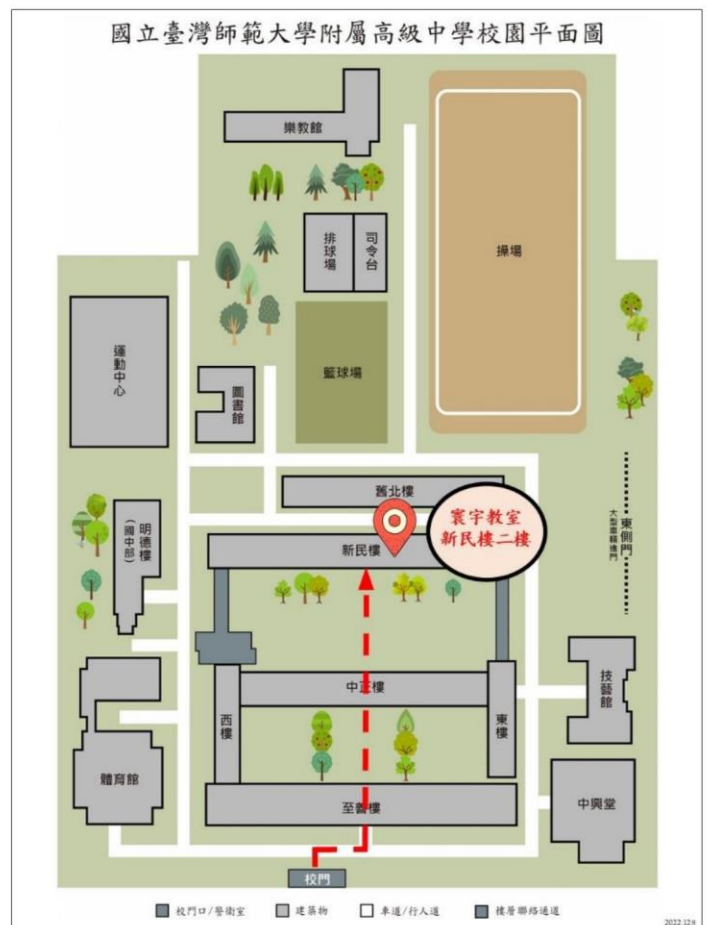 國立臺灣師範大學附屬高級中學校園平面圖
樂教館
排球場
司令台
操場
運動中心
籃球場
圖書館
舊北樓
寰宇教室
新民樓二樓
新民樓
明德樓
(國中部)
東側門
大型車輛進門
技藝館
中正樓
西樓
東樓
體育館
至善樓
中興堂
校門
校門口/警衛室
建築物
車道/行人道
樓層聯絡通道
2022.12.8